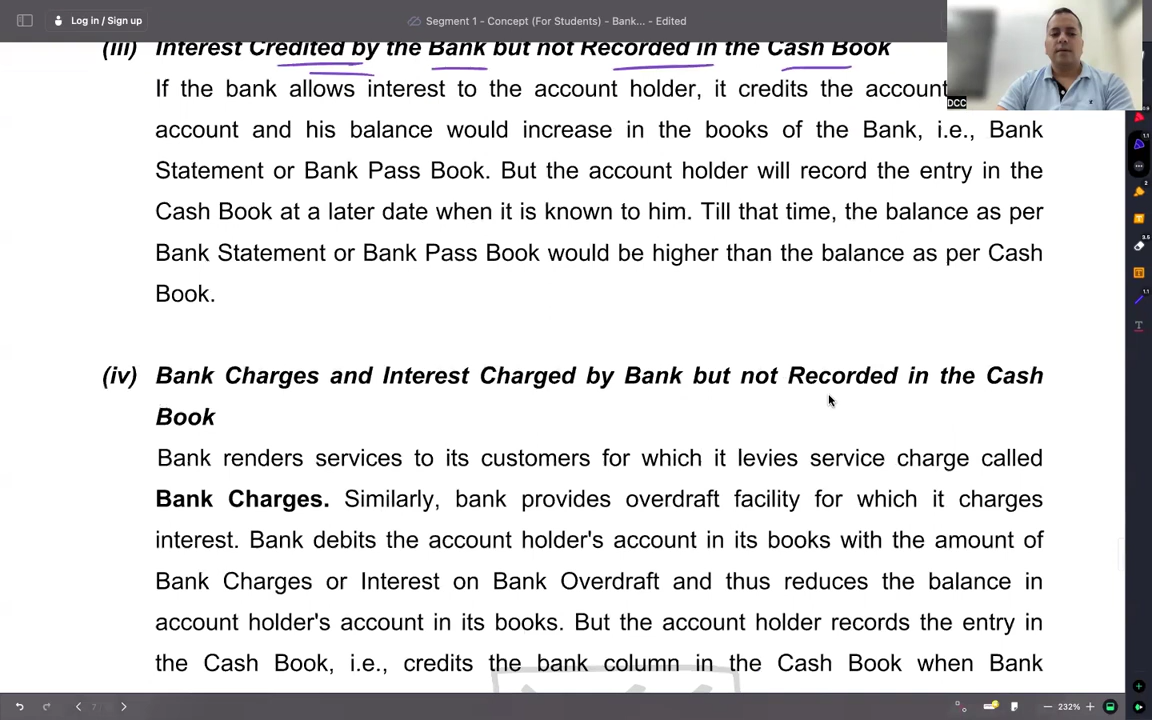 Log in / Sign up
Segment 1 - Concept (For Students) - Bank... - Edited
(iii) Interest Credited by the Bank but not Recorded in the Cash Book
If the bank allows interest to the account holder, it credits the account
account and his balance would increase in the books of the Bank, i.e., Bank
Statement or Bank Pass Book. But the account holder will record the entry in the
Cash Book at a later date when it is known to him. Till that time, the balance as per
Bank Statement or Bank Pass Book would be higher than the balance as per Cash
Book.
(iv) Bank Charges and Interest Charged by Bank but not Recorded in the Cash
Book
Bank renders services to its customers for which it levies service charge called
Bank Charges. Similarly, bank provides overdraft facility for which it charges
interest. Bank debits the account holder's account in its books with the amount of
Bank Charges or Interest on Bank Overdraft and thus reduces the balance in
account holder's account in its books. But the account holder records the entry in
the Cash Book, i.e., credits the bank column in the Cash Book when Bank
DCC
1.1
2
3.5
1.1
T
7
232%